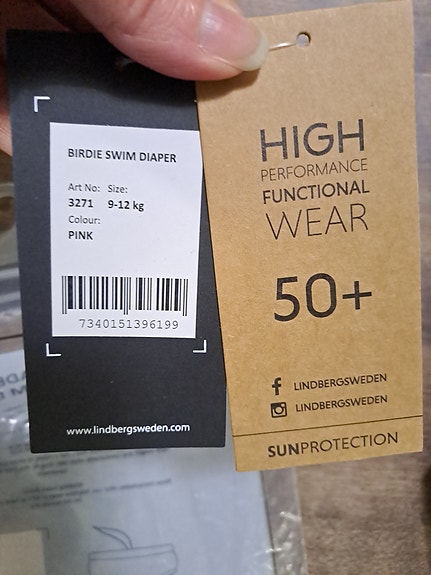 BIRDIE SWIM DIAPER
Art No: Size:
3271 9-12 kg
Colour:
PINK
7340151396199
www.lindbergsweden.com
HIGH
PERFORMANCE
FUNCTIONAL
WEAR
50+
LINDBERGSWEDEN
LINDBERGSWEDEN
SUNPROTECTION